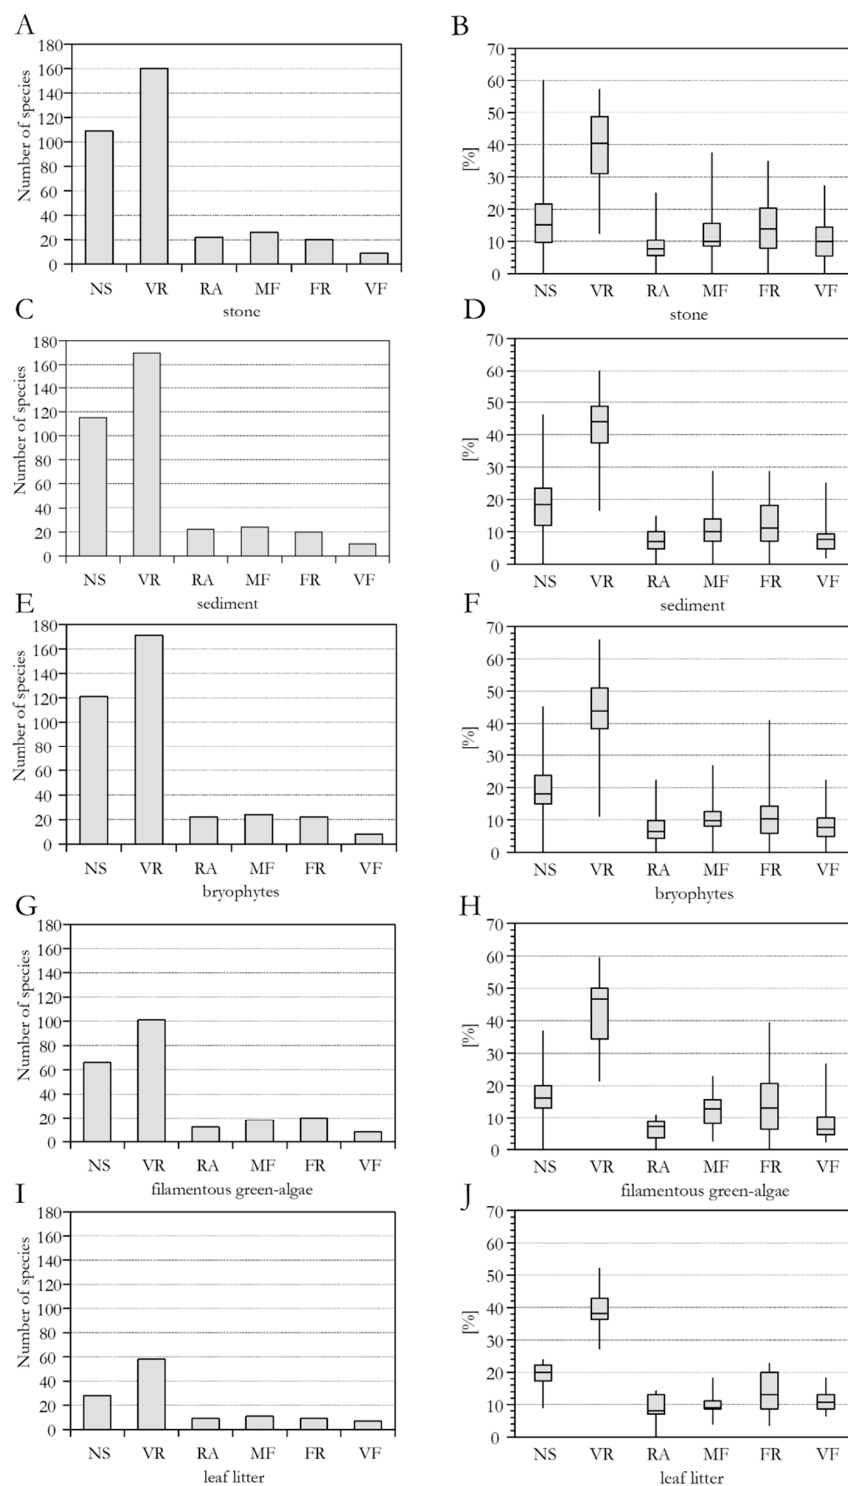 A
Number of species
180
160
140
120
100
80
60
40
20
0
NS VR RA MF FR VF
stone
B
[%]
70
60
50
40
30
20
10
0
NS VR RA MF FR VF
stone
C
Number of species
180
160
140
120
100
80
60
40
20
0
NS VR RA MF FR VF
sediment
D
[%]
70
60
50
40
30
20
10
0
NS VR RA MF FR VF
sediment
E
Number of species
180
160
140
120
100
80
60
40
20
0
NS VR RA MF FR VF
bryophytes
F
[%]
70
60
50
40
30
20
10
0
NS VR RA MF FR VF
bryophytes
G
Number of species
180
160
140
120
100
80
60
40
20
0
NS VR RA MF FR VF
filamentous green-algae
H
[%]
70
60
50
40
30
20
10
0
NS VR RA MF FR VF
filamentous green-algae
I
Number of species
180
160
140
120
100
80
60
40
20
0
NS VR RA MF FR VF
leaf litter
J
[%]
70
60
50
40
30
20
10
0
NS VR RA MF FR VF
leaf litter